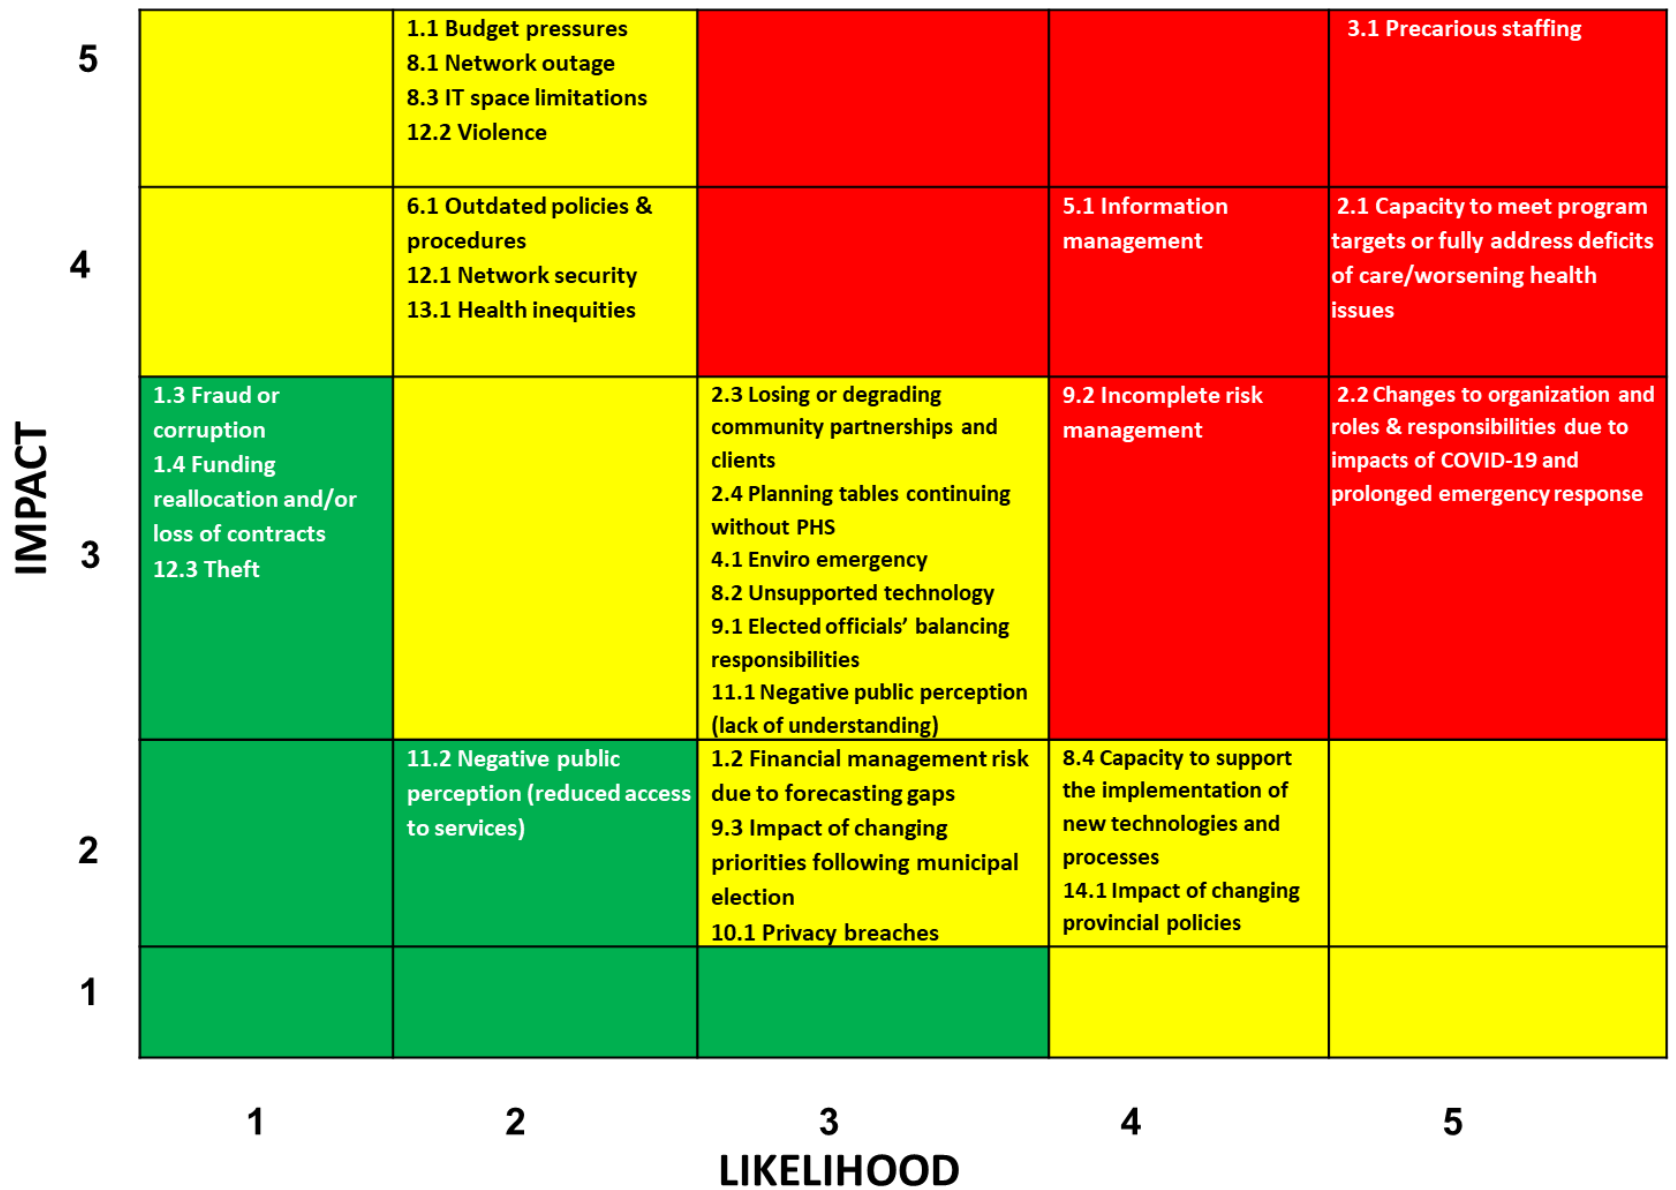 5
1.1 Budget pressures
8.1 Network outage
8.3 IT space limitations
12.2 Violence
3.1 Precarious staffing
4
6.1 Outdated policies &
procedures
12.1 Network security
13.1 Health inequities
5.1 Information
management
2.1 Capacity to meet program
targets or fully address deficits
of care/worsening health
issues
IMPACT
3
1.3 Fraud or
corruption
1.4 Funding
reallocation and/or
loss of contracts
12.3 Theft
2.3 Losing or degrading
community partnerships and
clients
2.4 Planning tables continuing
without PHS
4.1 Enviro emergency
8.2 Unsupported technology
9.1 Elected officials’ balancing
responsibilities
11.1 Negative public perception
(lack of understanding)
9.2 Incomplete risk
management
2.2 Changes to organization and
roles & responsibilities due to
impacts of COVID-19 and
prolonged emergency response
2
11.2 Negative public
perception (reduced access
to services)
1.2 Financial management risk
due to forecasting gaps
9.3 Impact of changing
priorities following municipal
election
10.1 Privacy breaches
8.4 Capacity to support
the implementation of
new technologies and
processes
14.1 Impact of changing
provincial policies
1
1 2 3 4 5
LIKELIHOOD